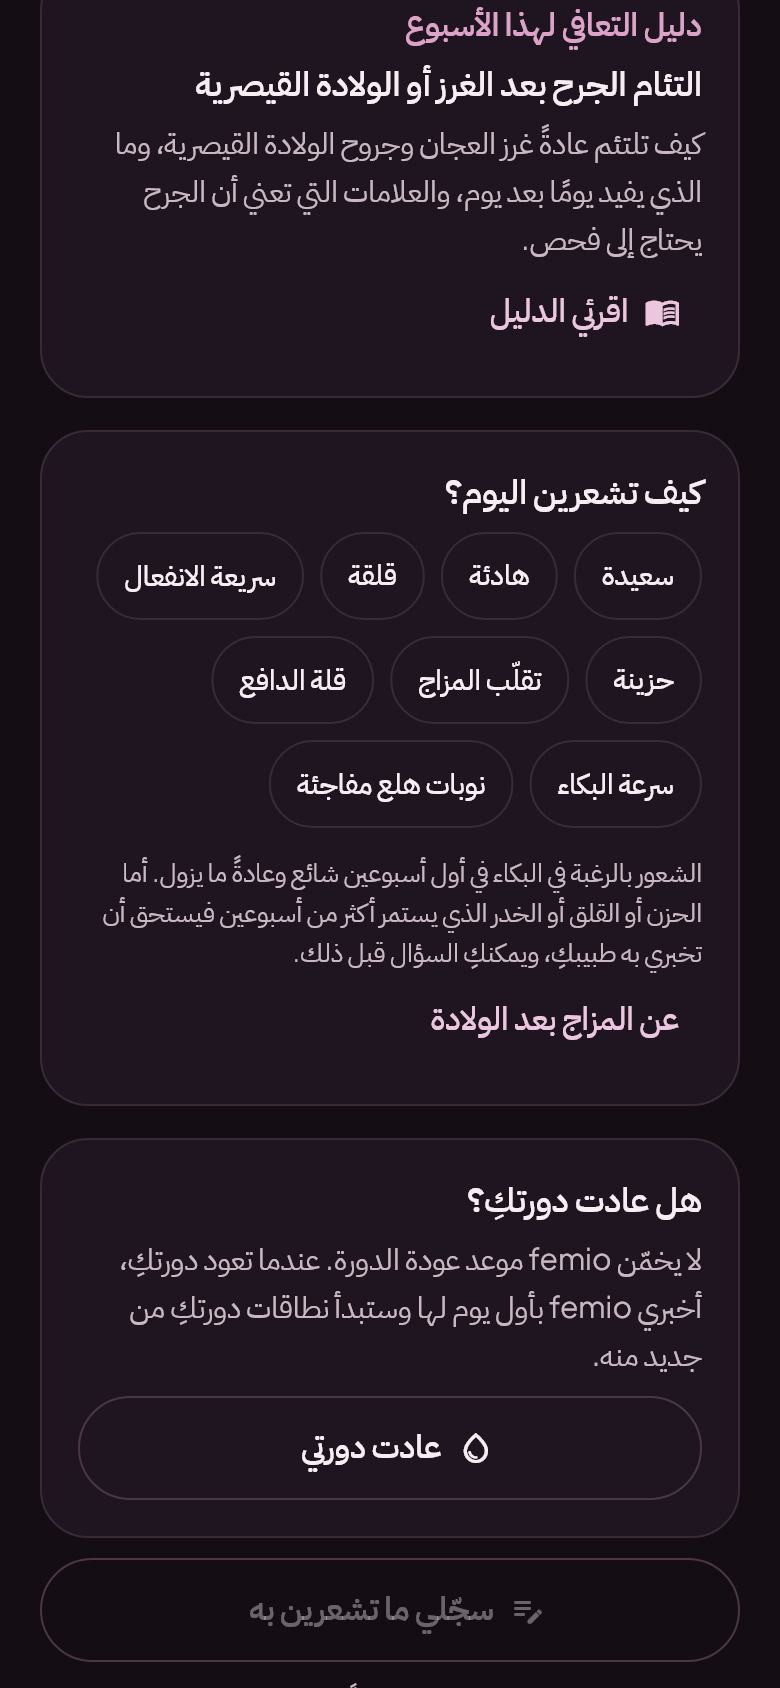 دليل التعافي لهذا الأسبوع
التئام الجرح بعد الغرز أو الولادة القيصرية
كيف تلتئم عادةً غرز العجان وجروح الولادة القيصرية، وما
الذي يفيد يومًا بعد يوم، والعلامات التي تعني أن الجرح
يحتاج إلى فحص.
اقرئي الدليل
كيف تشعرين اليوم؟
سعيدة
هادئة
قلقة
سريعة الانفعال
حزينة
تقلّب المزاج
قلة الدافع
سرعة البكاء
نوبات هلع مفاجئة
الشعور بالرغبة في البكاء في أول أسبوعين شائع وعادةً ما يزول. أما
الحزن أو القلق أو الخدر الذي يستمر أكثر من أسبوعين فيستحق أن
تخبري به طبيبكِ، ويمكنكِ السؤال قبل ذلك.
عن المزاج بعد الولادة
هل عادت دورتكِ؟
لا يخمّن femio موعد عودة الدورة. عندما تعود دورتكِ،
أخبري femio بأول يوم لها وستبدأ نطاقات دورتكِ من
جديد منه.
عادت دورتي
سجّلي ما تشعرين به